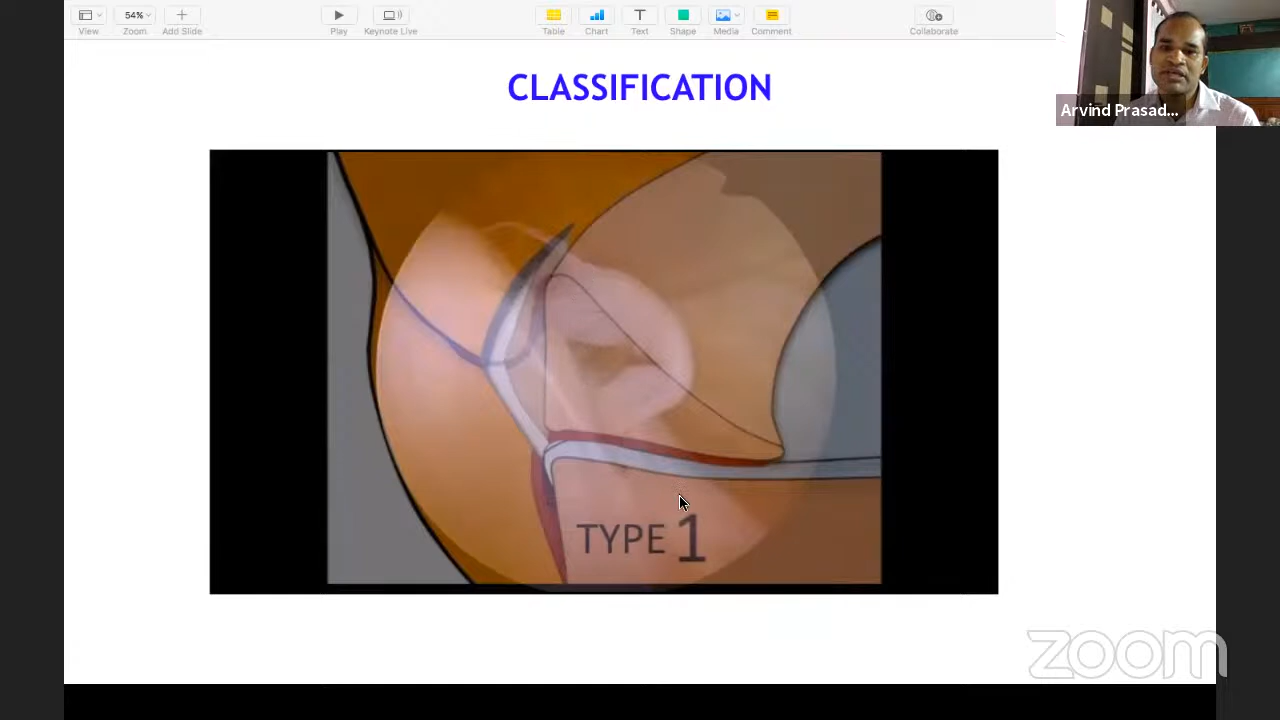 View
54%
Zoom
Add Slide
Play
Keynote Live
Table
Chart
Text
Shape
Media
Comment
Collaborate
CLASSIFICATION
Arvind Prasad...
TYPE 1
zoom